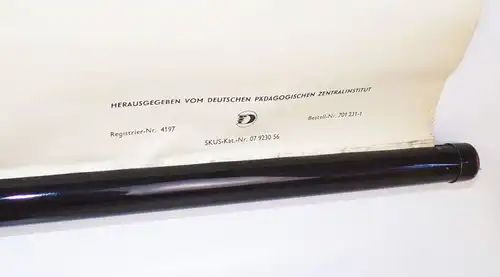 HERAUSGEGEBEN VOM DEUTSCHEN PÄDAGOGISCHEN ZENTRALINSTITUT
Registrier-Nr. 4197
SKUS-Kat.-Nr. 07 9230 56
Bestell-Nr. 701 231-1